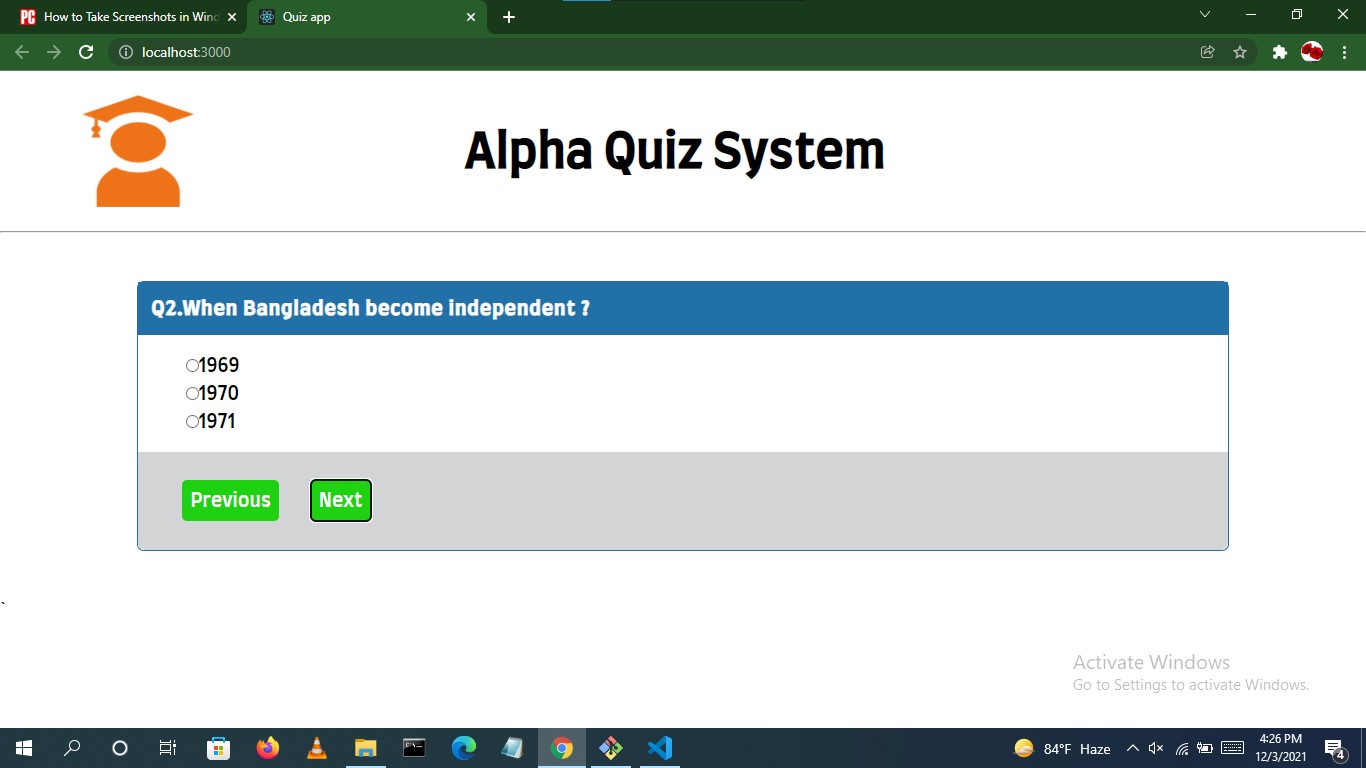 PC How to Take Screenshots in Wind
Quiz app
localhost:3000
Alpha Quiz System
Q2.When Bangladesh become independent ?
1969
1970
1971
Previous Next
`
Activate Windows
Go to Settings to activate Windows.
84°F Haze
4:26 PM
12/3/2021
4